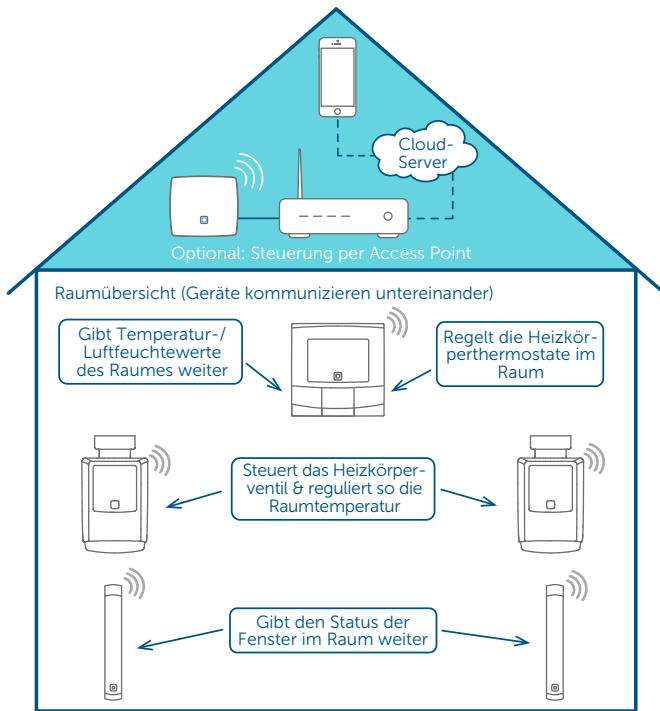 Cloud-
Server
Optional: Steuerung per Access Point
Raumübersicht (Geräte kommunizieren untereinander)
Gibt Temperatur-/
Luftfeuchtewerte
des Raumes weiter
Regelt die Heizkör-
perthermostate im
Raum
Steuert das Heizkörper-
ventil & reguliert so die
Raumtemperatur
Gibt den Status der
Fenster im Raum weiter